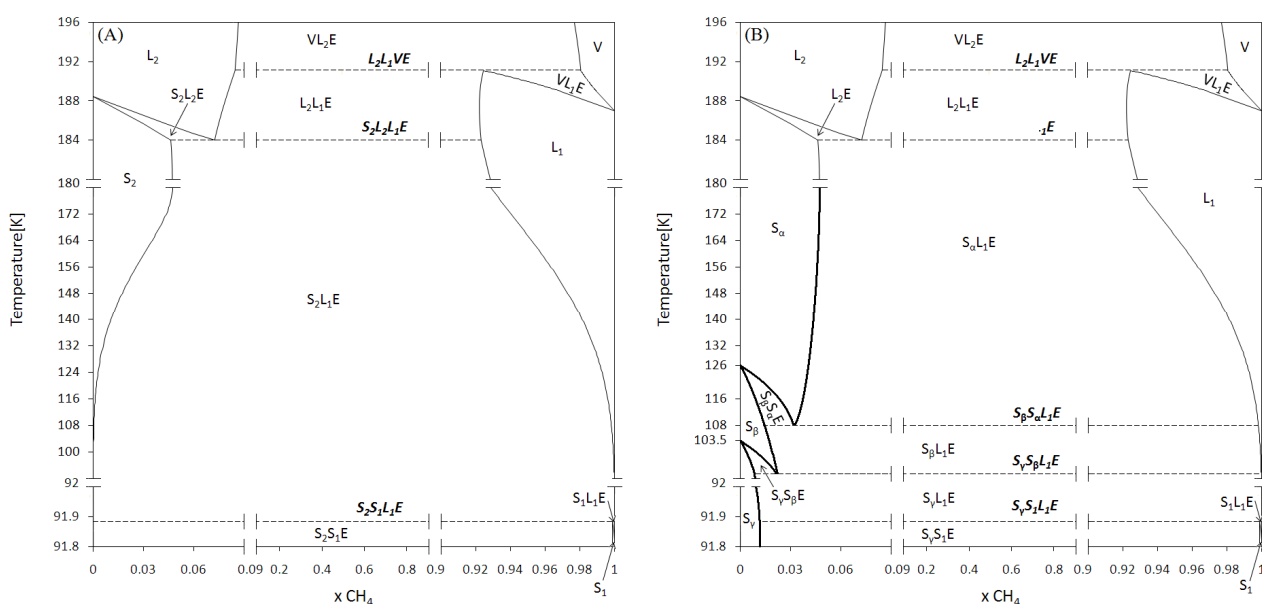 196
(A)
L₂
VL₂E
V
192
L₂L₁VE
S₂L₂E
L₂L₁E
VL₁E
188
S₂L₂L₁E
184
L₁
S₂
180
172
164
156
148
S₂L₁E
140
132
124
116
108
100
92
S₁L₁E
S₂S₁L₁E
91.9
S₂S₁E
91.8
0
0.03
0.06
0.09
0.2
0.4
0.6
0.8
0.9
0.92
0.94
0.96
0.98
1
S₁
x CH₄
Temperature[K]
196
(B)
L₂
VL₂E
V
192
L₂L₁VE
L₂E
L₂L₁E
VL₁E
188
.₁E
184
180
L₁
Sα
172
164
SαL₁E
156
148
140
132
126
116
SβSαE
Sβ
SβSαL₁E
108
103.5
SβL₁E
SγSβL₁E
92
SγSβE
SγL₁E
SγS₁L₁E
S₁L₁E
Sγ
91.9
SγS₁E
91.8
0
0.03
0.06
0.09
0.2
0.4
0.6
0.8
0.9
0.92
0.94
0.96
0.98
1
S₁
x CH₄
Temperature[K]